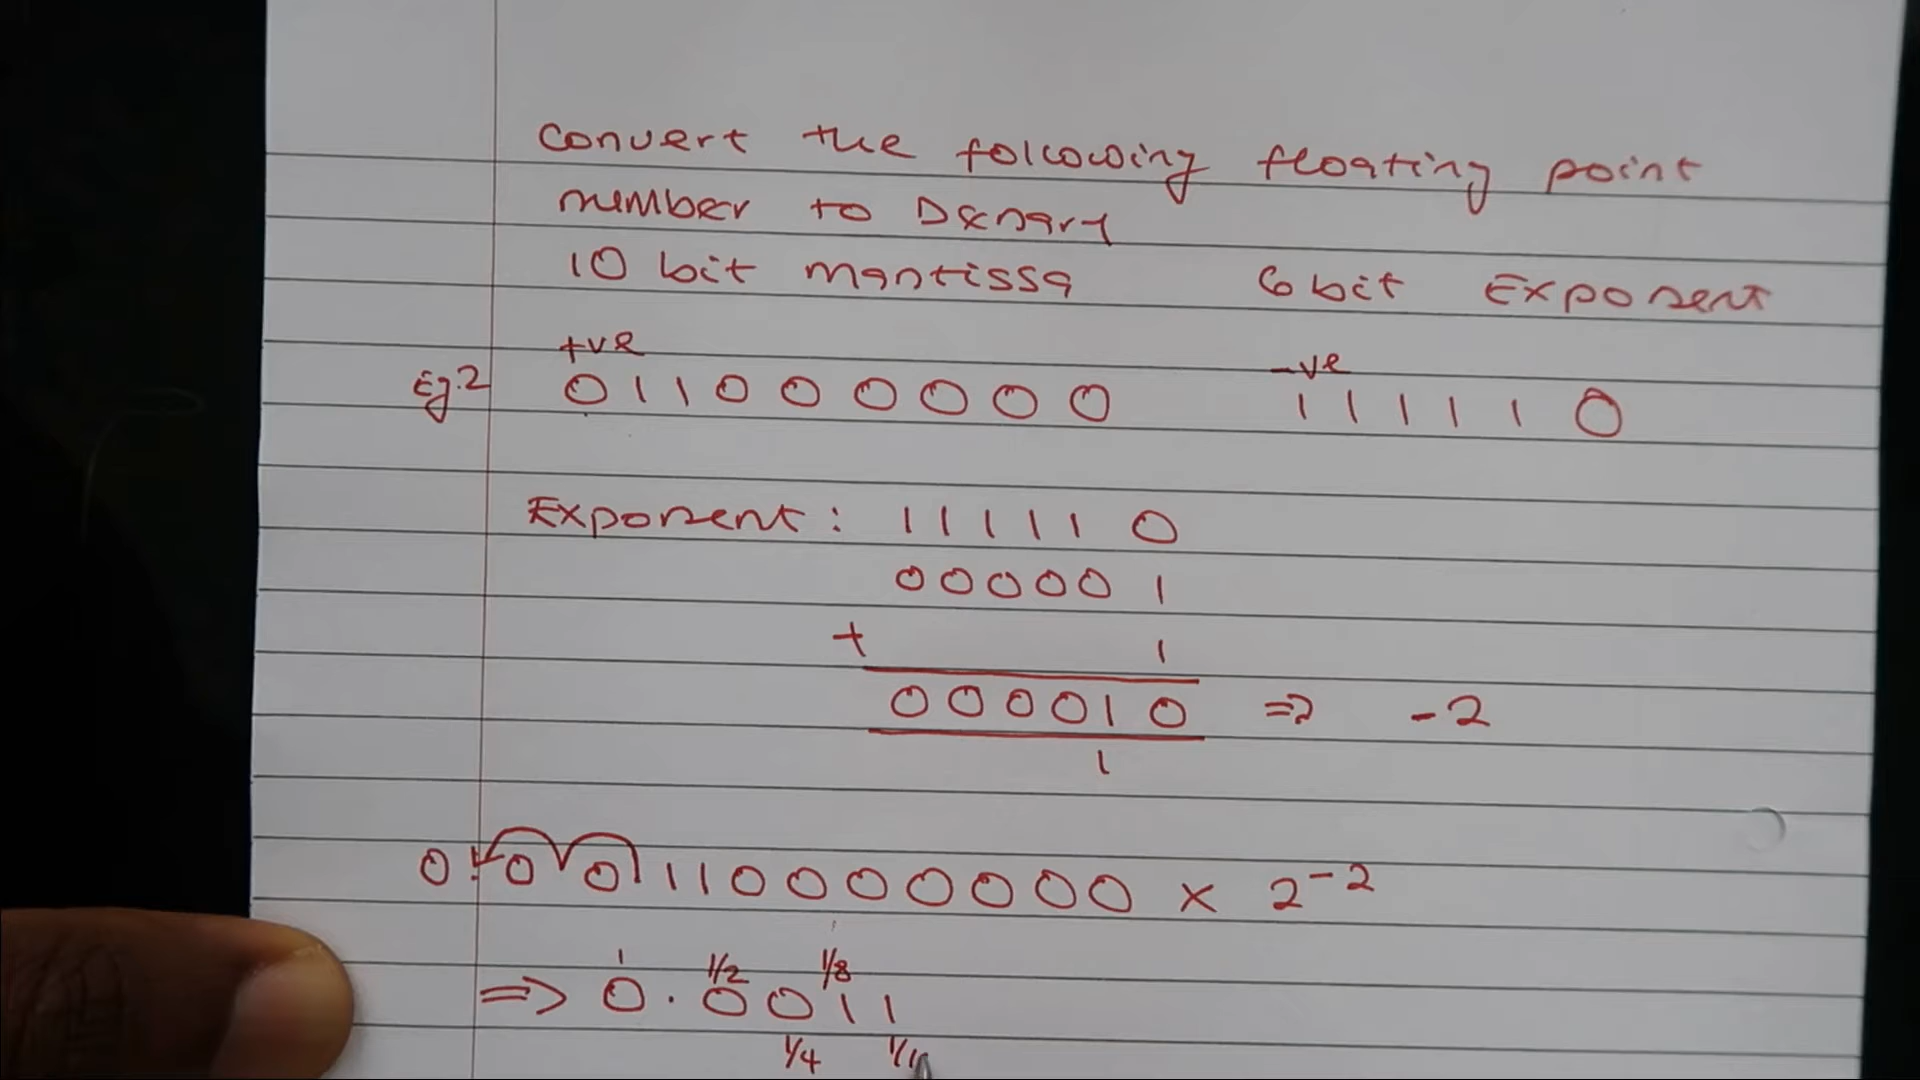 Convert the following floating point
number to Denary
10 bit mantissa 6 bit Exponent
+ve -ve
Eg.2 0 1 1 0 0 0 0 0 0 1 1 1 1 1 0
Exponent : 1 1 1 1 1 0
0 0 0 0 0 1
+ 1
0 0 0 0 1 0 => -2
1
0 . 0 0 1 1 0 0 0 0 0 0 0 × 2⁻²
1 1/2 1/8
=> 0 . 0 0 1 1
1/4